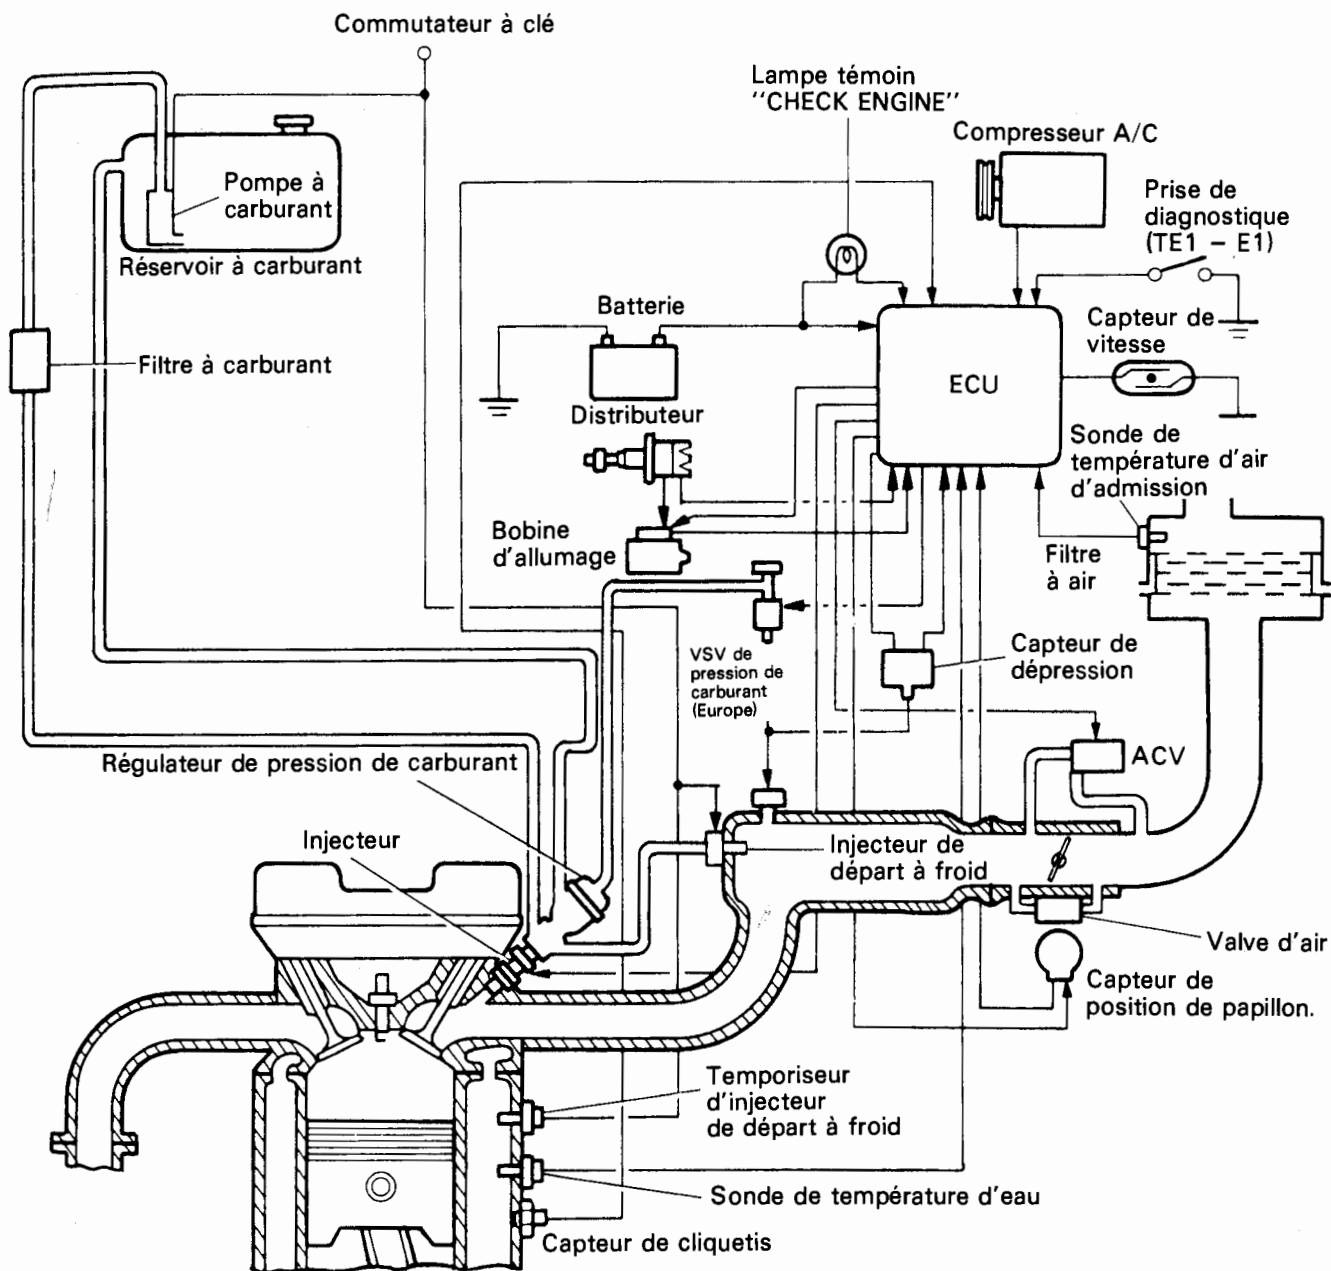 Commutateur à clé
Lampe témoin
"CHECK ENGINE"
Compresseur A/C
Prise de
diagnostique
(TE1 – E1)
Pompe à
carburant
Réservoir à carburant
Batterie
Capteur de
vitesse
Filtre à carburant
ECU
Distributeur
Sonde de
température d'air
d'admission
Bobine
d'allumage
Filtre
à air
VSV de
pression de
carburant
(Europe)
Capteur de
dépression
Régulateur de pression de carburant
ACV
Injecteur
Injecteur de
départ à froid
Valve d'air
Capteur de
position de papillon.
Temporiseur
d'injecteur
de départ à froid
Sonde de température d'eau
Capteur de cliquetis